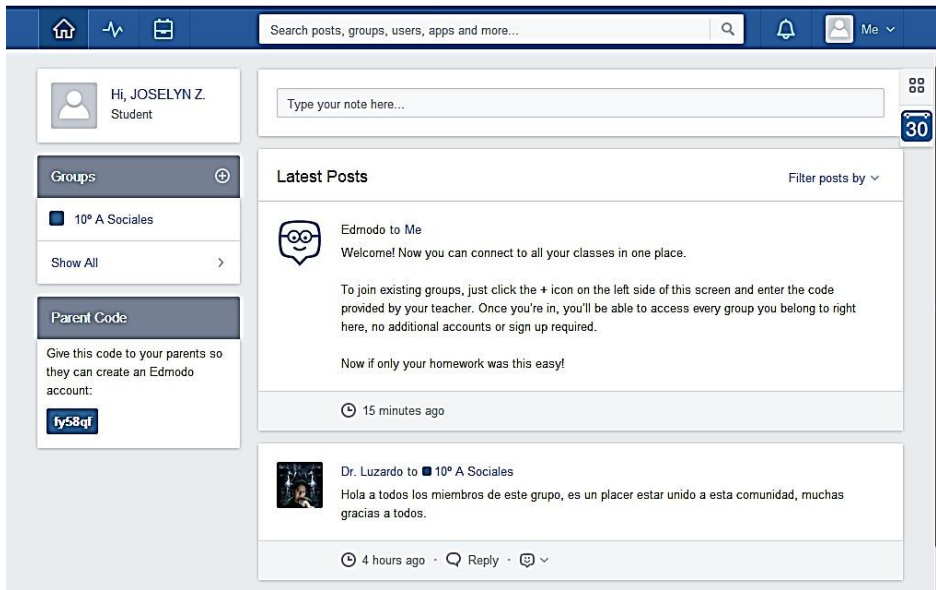 Search posts, groups, users, apps and more...
Me
Hi, JOSELYN Z.
Student
Groups
10º A Sociales
Show All
Parent Code
Give this code to your parents so
they can create an Edmodo
account:
fy58qf
Type your note here...
30
Latest Posts
Filter posts by
Edmodo to Me
Welcome! Now you can connect to all your classes in one place.
To join existing groups, just click the + icon on the left side of this screen and enter the code
provided by your teacher. Once you're in, you'll be able to access every group you belong to right
here, no additional accounts or sign up required.
Now if only your homework was this easy!
15 minutes ago
Dr. Luzardo to 10º A Sociales
Hola a todos los miembros de este grupo, es un placer estar unido a esta comunidad, muchas
gracias a todos.
4 hours ago · Reply ·